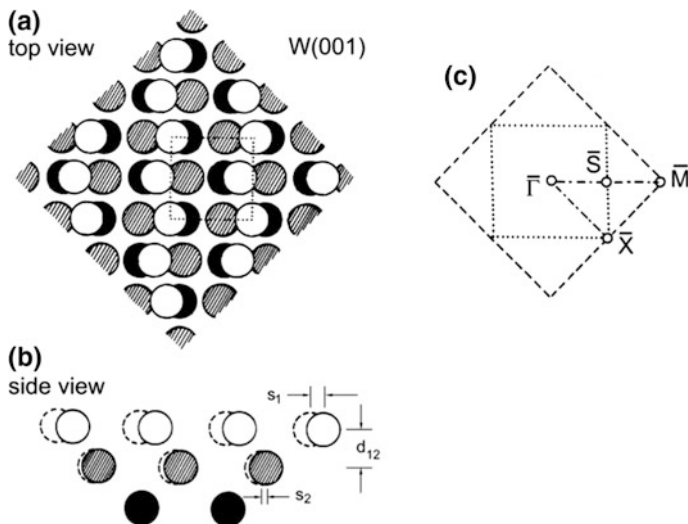 (a)
top view
W(001)
(b)
side view
s₁
d₁₂
s₂
(c)
Γ̄
S̄
M̄
X̄